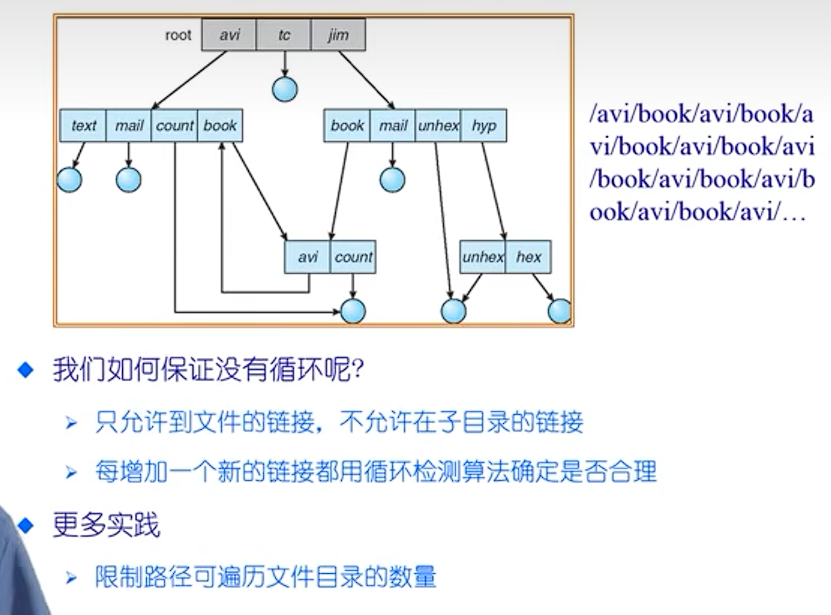 root avi tc jim
text mail count book
book mail unhex hyp
avi count
unhex hex
/avi/book/avi/book/a
vi/book/avi/book/avi
/book/avi/book/avi/b
ook/avi/book/avi/…
我们如何保证没有循环呢?
只允许到文件的链接，不允许在子目录的链接
每增加一个新的链接都用循环检测算法确定是否合理
更多实践
限制路径可遍历文件目录的数量